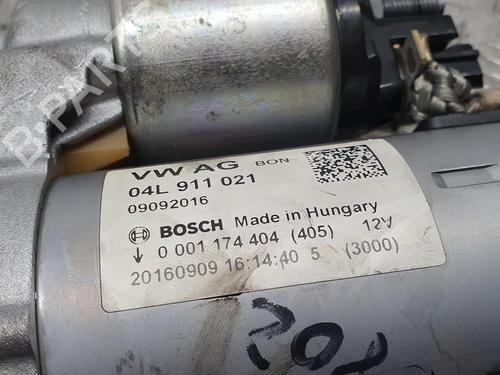 B-PARTS
VW AG BON
04L 911 021
09092016
BOSCH Made in Hungary
0 001 174 404 (405) 12V
20160909 16:14:40 5 (3000)